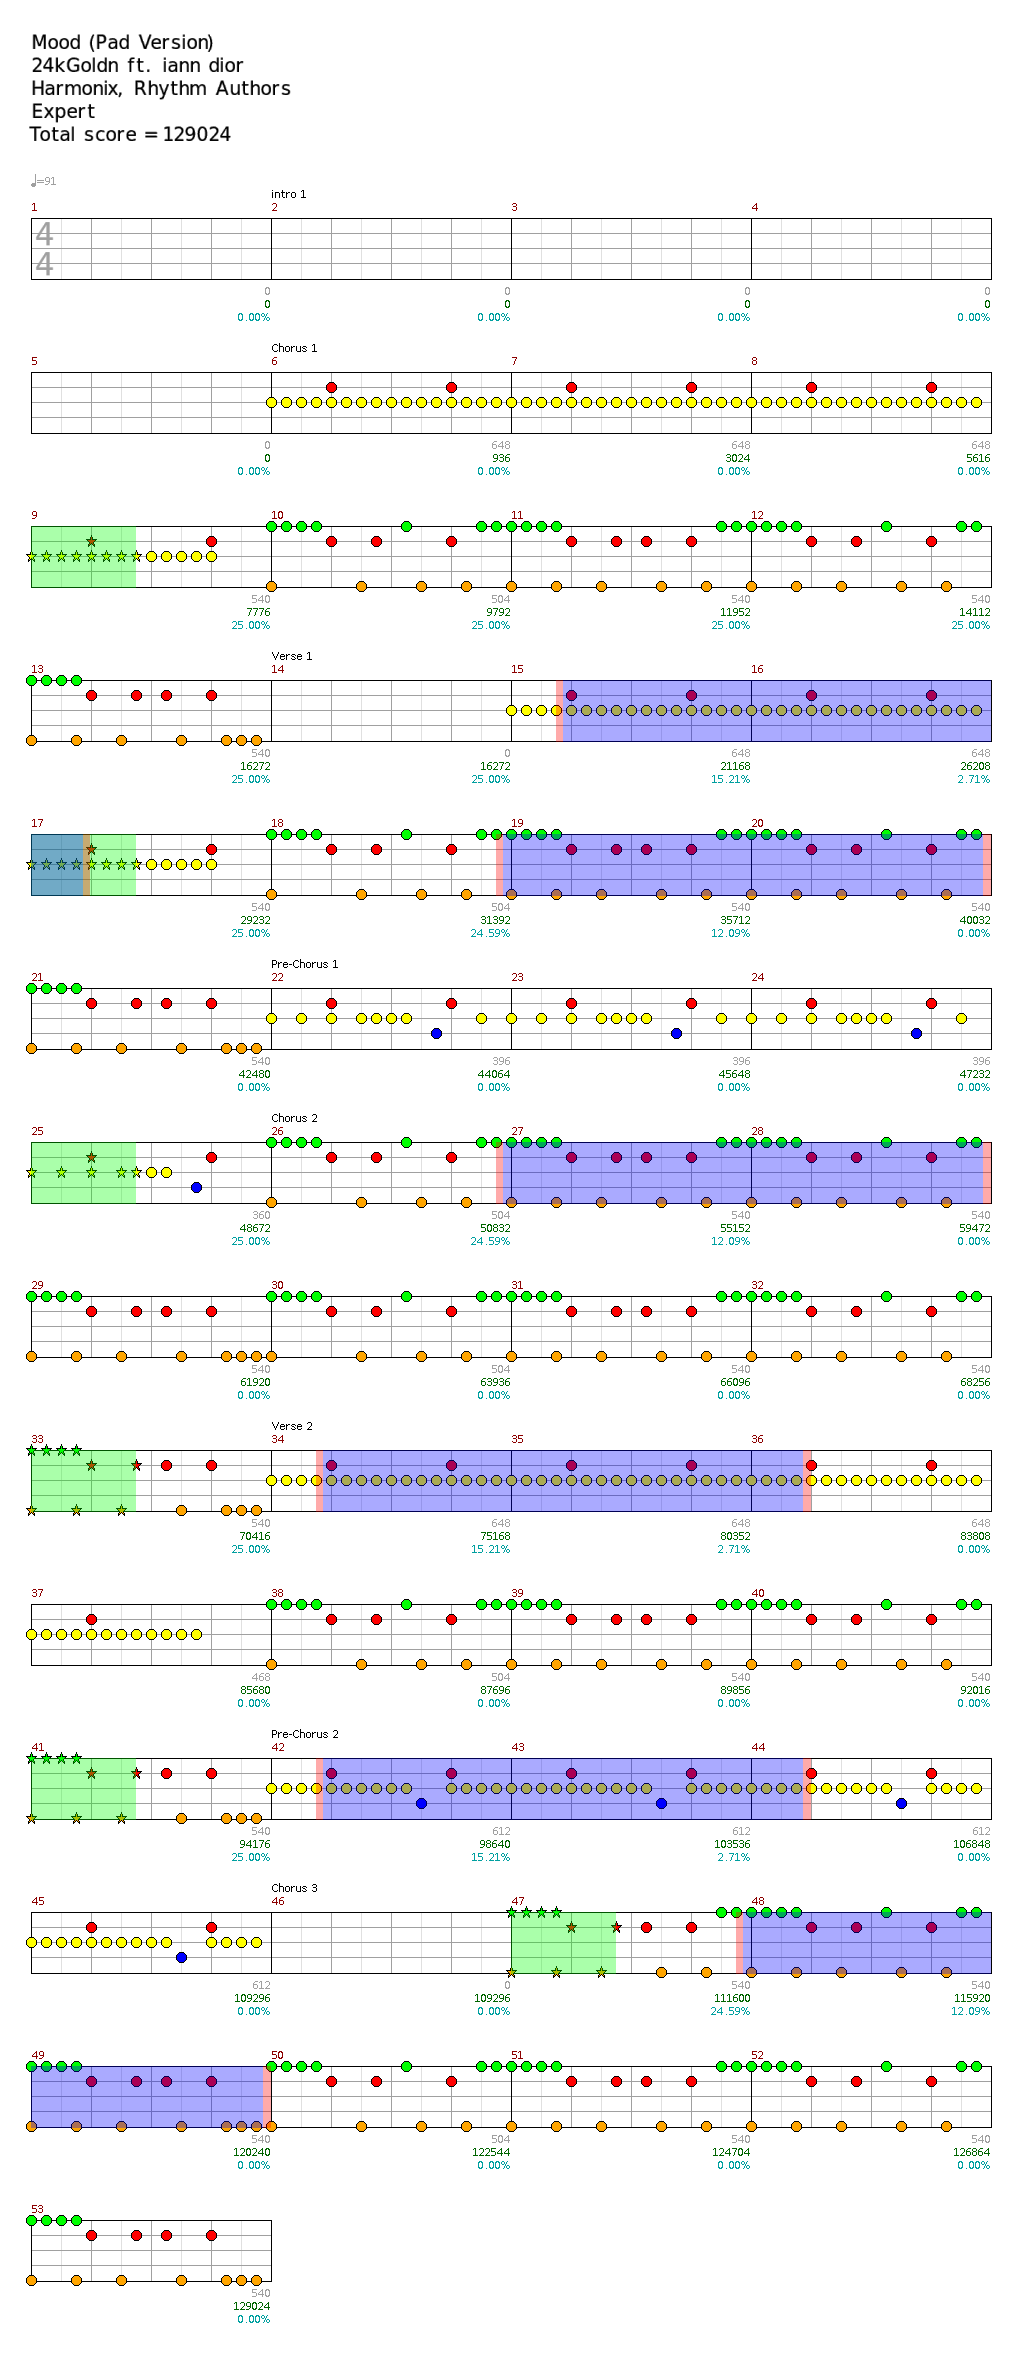 Mood (Pad Version)
24kGoldn ft. iann dior
Harmonix, Rhythm Authors
Expert
Total score = 129024
♩=91
intro 1
1 2 3 4
4
4
0 0 0 0
0 0 0 0
0.00% 0.00% 0.00% 0.00%
Chorus 1
5 6 7 8
0 648 648 648
0 936 3024 5616
0.00% 0.00% 0.00% 0.00%
9 10 11 12
540 504 540 540
7776 9792 11952 14112
25.00% 25.00% 25.00% 25.00%
Verse 1
13 14 15 16
540 0 648 648
16272 16272 21168 26208
25.00% 25.00% 15.21% 2.71%
17 18 19 20
540 504 540 540
29232 31392 35712 40032
25.00% 24.59% 12.09% 0.00%
Pre-Chorus 1
21 22 23 24
540 396 396 396
42480 44064 45648 47232
0.00% 0.00% 0.00% 0.00%
Chorus 2
25 26 27 28
360 504 540 540
48672 50832 55152 59472
25.00% 24.59% 12.09% 0.00%
29 30 31 32
540 504 540 540
61920 63936 66096 68256
0.00% 0.00% 0.00% 0.00%
Verse 2
33 34 35 36
540 648 648 648
70416 75168 80352 83808
25.00% 15.21% 2.71% 0.00%
37 38 39 40
468 504 540 540
85680 87696 89856 92016
0.00% 0.00% 0.00% 0.00%
Pre-Chorus 2
41 42 43 44
540 612 612 612
94176 98640 103536 106848
25.00% 15.21% 2.71% 0.00%
Chorus 3
45 46 47 48
612 0 540 540
109296 109296 111600 115920
0.00% 0.00% 24.59% 12.09%
49 50 51 52
540 504 540 540
120240 122544 124704 126864
0.00% 0.00% 0.00% 0.00%
53
540
129024
0.00%